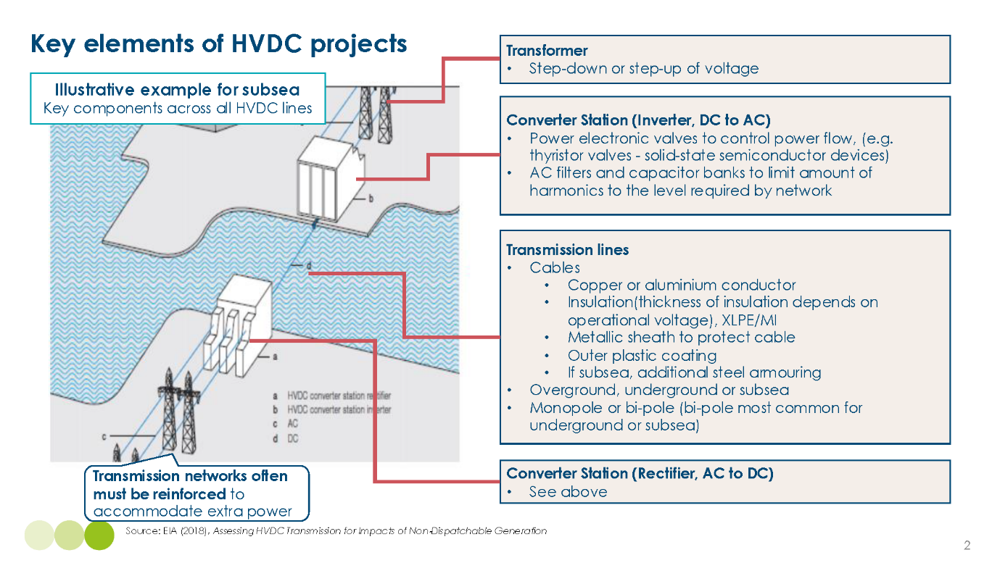 Key elements of HVDC projects
Illustrative example for subsea
Key components across all HVDC lines
b
d
a
a HVDC converter station rectifier
b HVDC converter station inverter
c AC
d DC
c
Transmission networks often
must be reinforced to
accommodate extra power
Transformer
• Step-down or step-up of voltage
Converter Station (Inverter, DC to AC)
• Power electronic valves to control power flow, (e.g.
thyristor valves - solid-state semiconductor devices)
• AC filters and capacitor banks to limit amount of
harmonics to the level required by network
Transmission lines
• Cables
• Copper or aluminium conductor
• Insulation(thickness of insulation depends on
operational voltage), XLPE/MI
• Metallic sheath to protect cable
• Outer plastic coating
• If subsea, additional steel armouring
• Overground, underground or subsea
• Monopole or bi-pole (bi-pole most common for
underground or subsea)
Converter Station (Rectifier, AC to DC)
• See above
Source: EIA (2018), Assessing HVDC Transmission for Impacts of Non-Dispatchable Generation
2